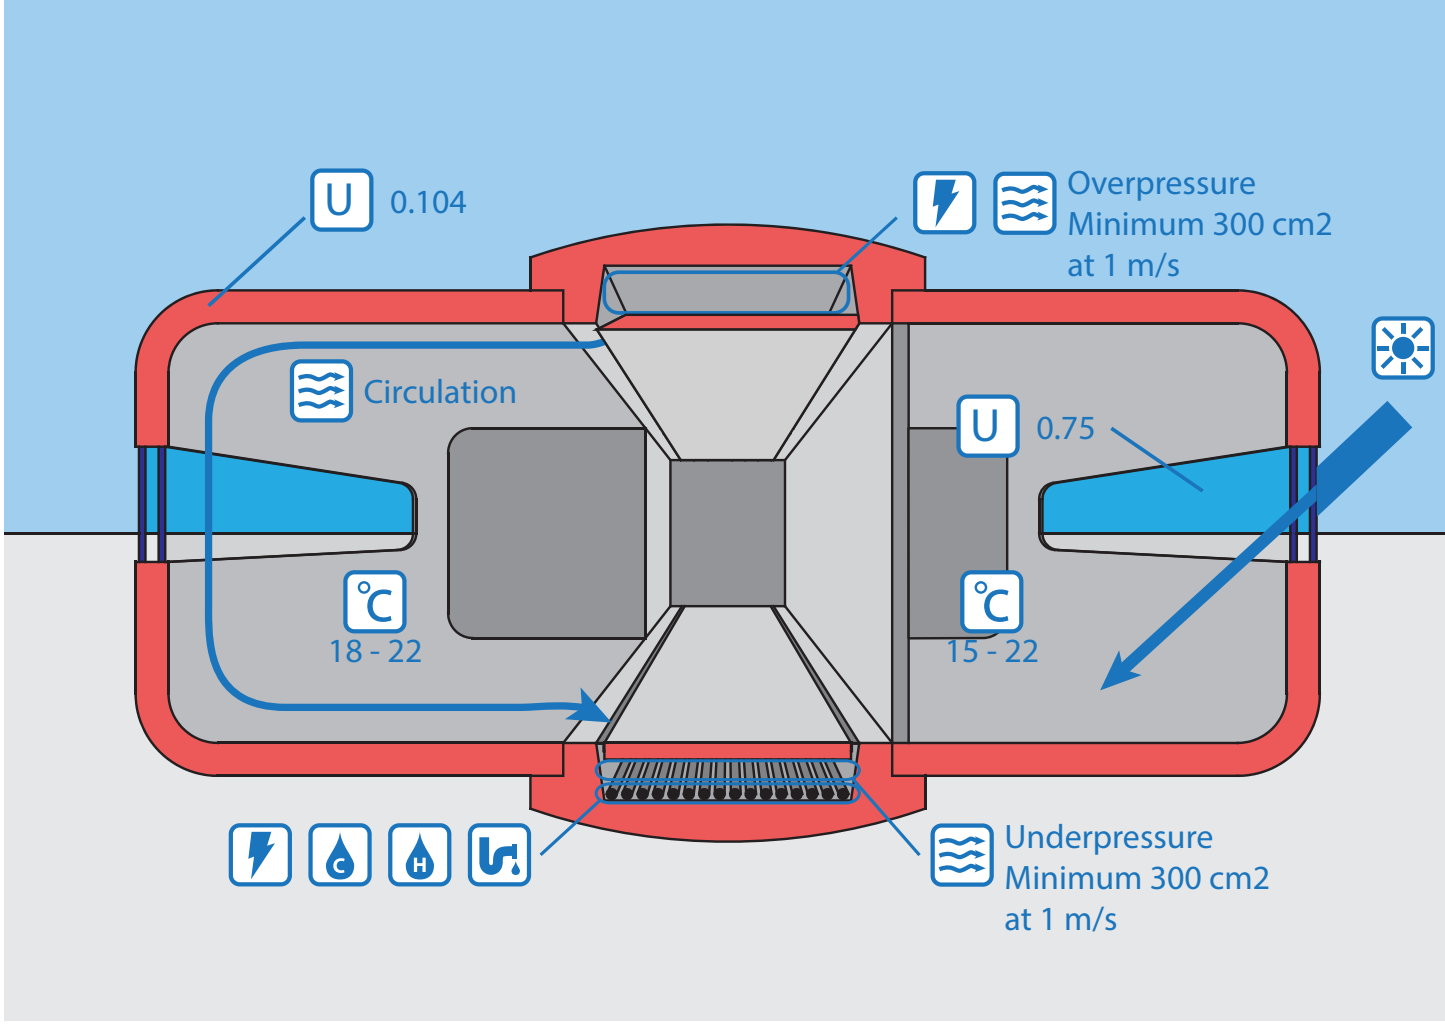 U 0.104
Overpressure
Minimum 300 cm2
at 1 m/s
Circulation
U 0.75
°C
18 - 22
°C
15 - 22
C
H
Underpressure
Minimum 300 cm2
at 1 m/s